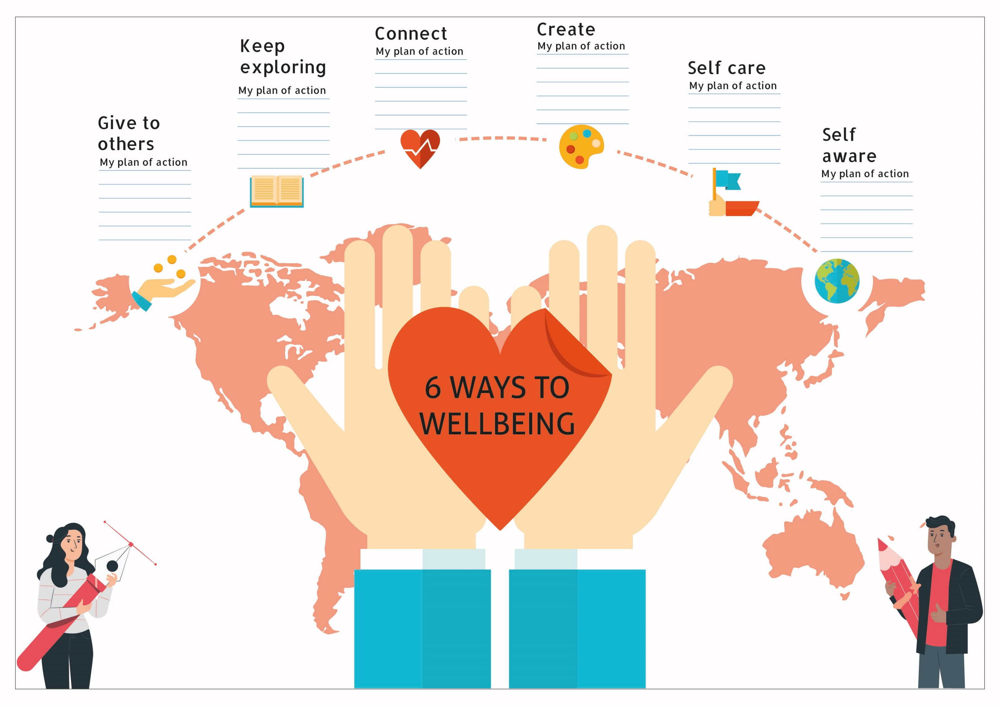 Give to
others
My plan of action
Keep
exploring
My plan of action
Connect
My plan of action
Create
My plan of action
Self care
My plan of action
Self
aware
My plan of action
6 WAYS TO
WELLBEING